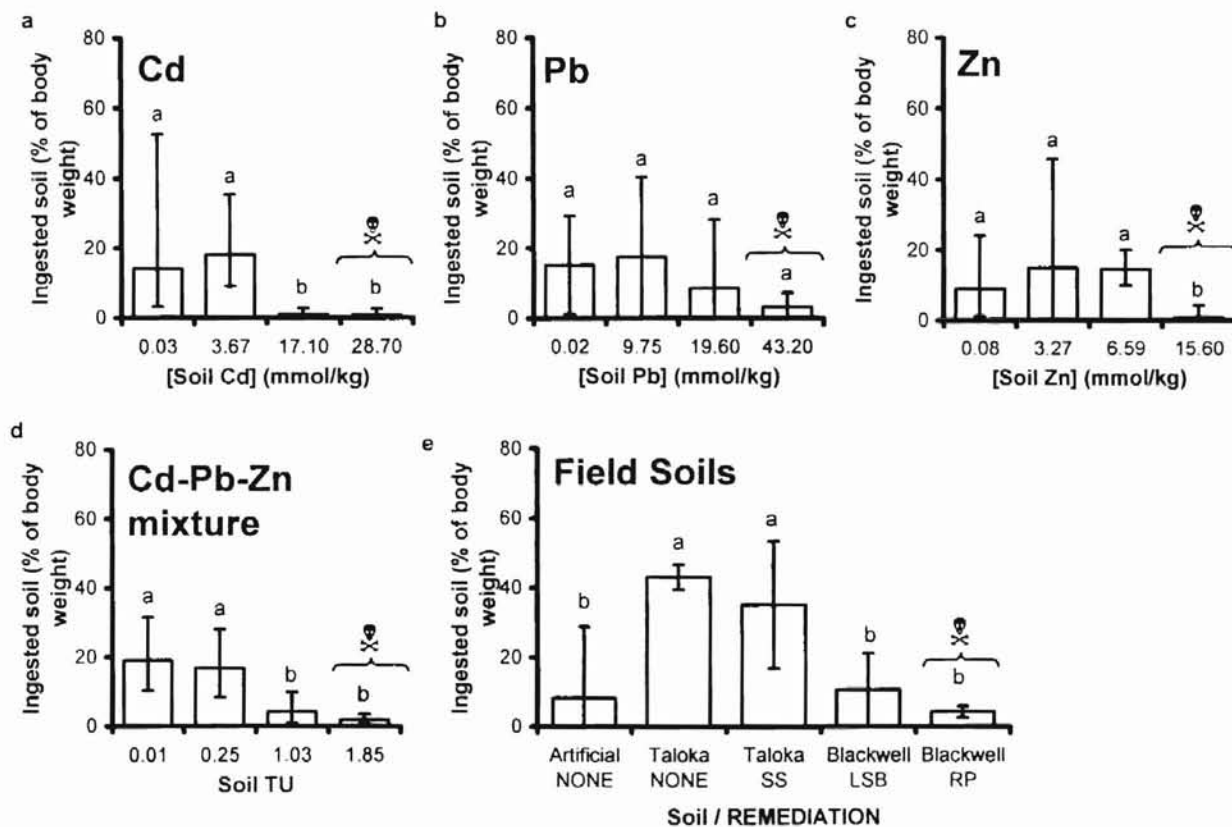 a
Ingested soil (% of body
weight)
80
60
40
20
0
Cd
a
a
b
b
0.03 3.67 17.10 28.70
[Soil Cd] (mmol/kg)
b
Ingested soil (% of body
weight)
80
60
40
20
0
Pb
a
a
a
a
0.02 9.75 19.60 43.20
[Soil Pb] (mmol/kg)
c
Ingested soil (% of body
weight)
80
60
40
20
0
Zn
a
a
a
b
0.08 3.27 6.59 15.60
[Soil Zn] (mmol/kg)
d
Ingested soil (% of body
weight)
80
60
40
20
0
Cd-Pb-Zn
mixture
a
a
b
b
0.01 0.25 1.03 1.85
Soil TU
e
Ingested soil (% of body
weight)
80
60
40
20
0
Field Soils
b
a
a
b
b
Artificial Taloka Taloka Blackwell Blackwell
NONE NONE SS LSB RP
Soil / REMEDIATION